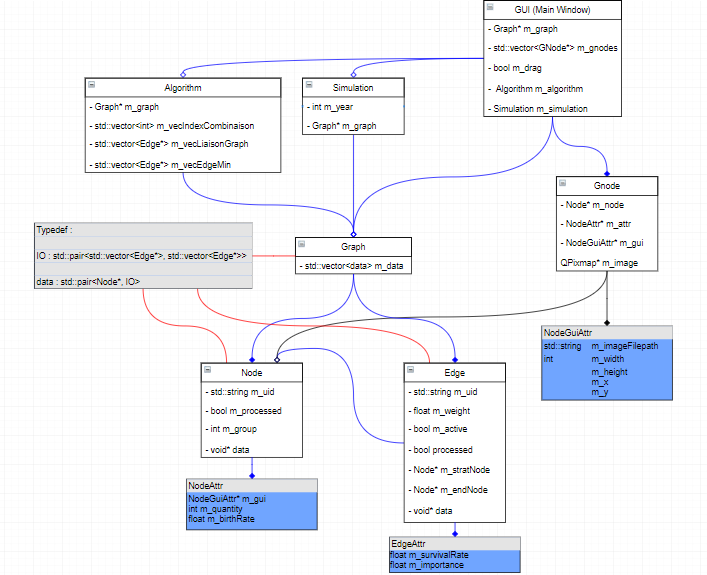 GUI (Main Window)
- Graph* m_graph
- std::vector<GNode*> m_gnodes
- bool m_drag
- Algorithm m_algorithm
- Simulation m_simulation
Algorithm
- Graph* m_graph
- std::vector<int> m_vecIndexCombinaison
- std::vector<Edge*> m_vecLiaisonGraph
- std::vector<Edge*> m_vecEdgeMin
Simulation
- int m_year
- Graph* m_graph
Gnode
- Node* m_node
- NodeAttr* m_attr
- NodeGuiAttr* m_gui
QPixmap* m_image
Typedef :
IO : std::pair<std::vector<Edge*>, std::vector<Edge*>>
data : std::pair<Node*, IO>
Graph
- std::vector<data> m_data
NodeGuiAttr
std::string m_imageFilepath
int m_width
m_height
m_x
m_y
Node
- std::string m_uid
- bool m_processed
- int m_group
- void* data
Edge
- std::string m_uid
- float m_weight
- bool m_active
- bool processed
- Node* m_stratNode
- Node* m_endNode
- void* data
NodeAttr
NodeGuiAttr* m_gui
int m_quantity
float m_birthRate
EdgeAttr
float m_survivalRate
float m_importance